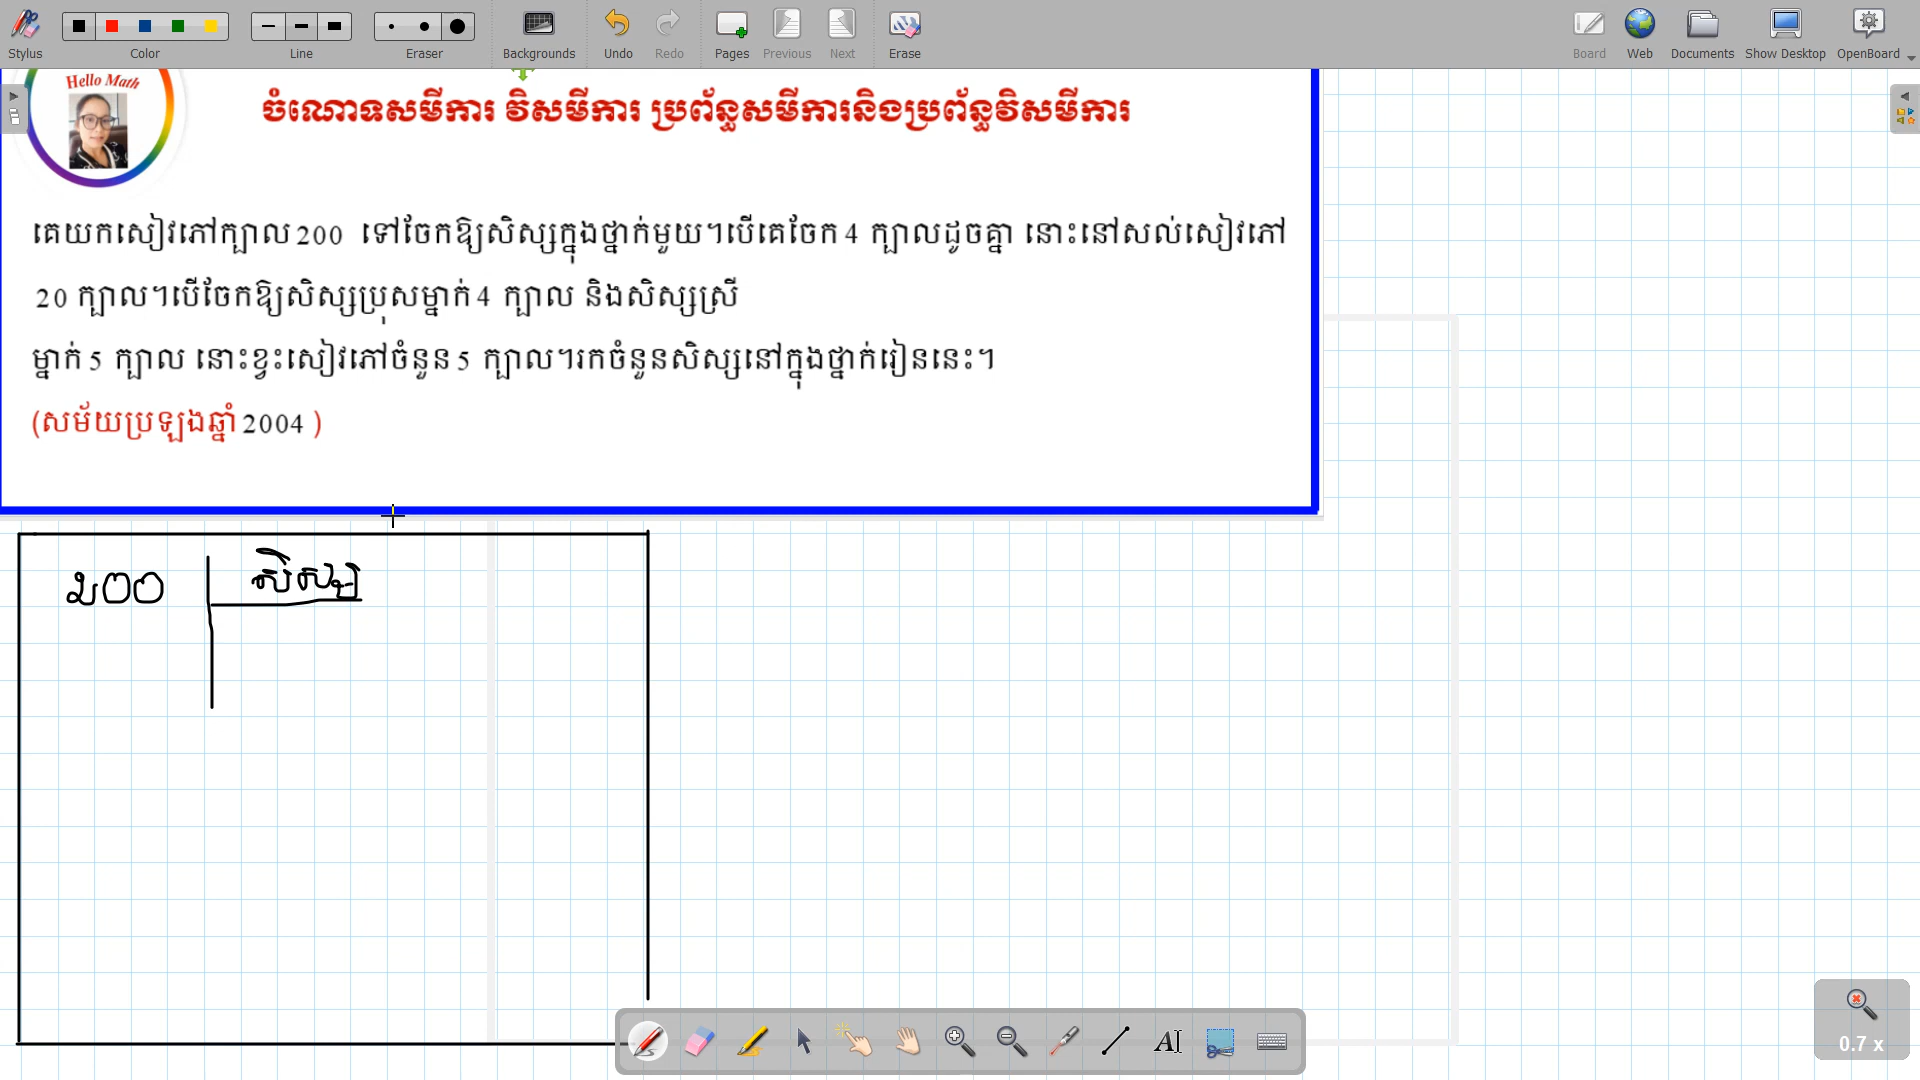 Stylus Color Line Eraser Backgrounds Undo Redo Pages Previous Next Erase Board Web Documents Show Desktop OpenBoard
Hello Math
ចំណោទសមីការ វិសមីការ ប្រព័ន្ធសមីការនិងប្រព័ន្ធវិសមីការ
គេយកសៀវភៅក្បាល 200 ទៅចែកឱ្យសិស្សក្នុងថ្នាក់មួយ។បើគេចែក 4 ក្បាលដូចគ្នា នោះនៅសល់សៀវភៅ
20 ក្បាល។បើចែកឱ្យសិស្សប្រុសម្នាក់ 4 ក្បាល និងសិស្សស្រី
ម្នាក់ 5 ក្បាល នោះខ្វះសៀវភៅចំនួន 5 ក្បាល។រកចំនួនសិស្សនៅក្នុងថ្នាក់រៀននេះ។
(សម័យប្រឡងឆ្នាំ 2004 )
២០០ សិស្ស
0.7 x